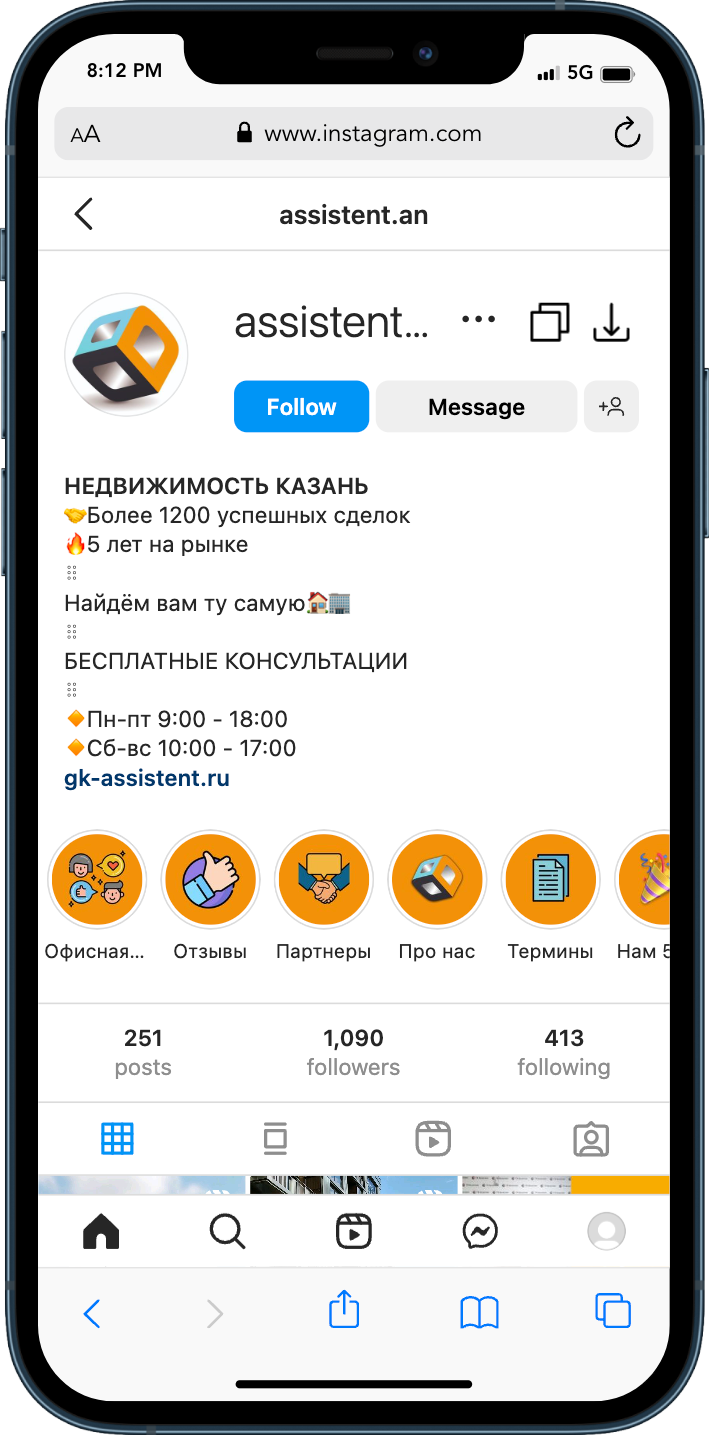 8:12 PM
5G
AA
www.instagram.com
assistent.an
assistent...
Follow
Message
НЕДВИЖИМОСТЬ КАЗАНЬ
🤝Более 1200 успешных сделок
🔥5 лет на рынке
⠿
Найдём вам ту самую🏠🏢
⠿
БЕСПЛАТНЫЕ КОНСУЛЬТАЦИИ
⠿
🔸Пн-пт 9:00 - 18:00
🔸Сб-вс 10:00 - 17:00
gk-assistent.ru
Офисная... Отзывы Партнеры Про нас Термины Нам 5
251 1,090 413
posts followers following